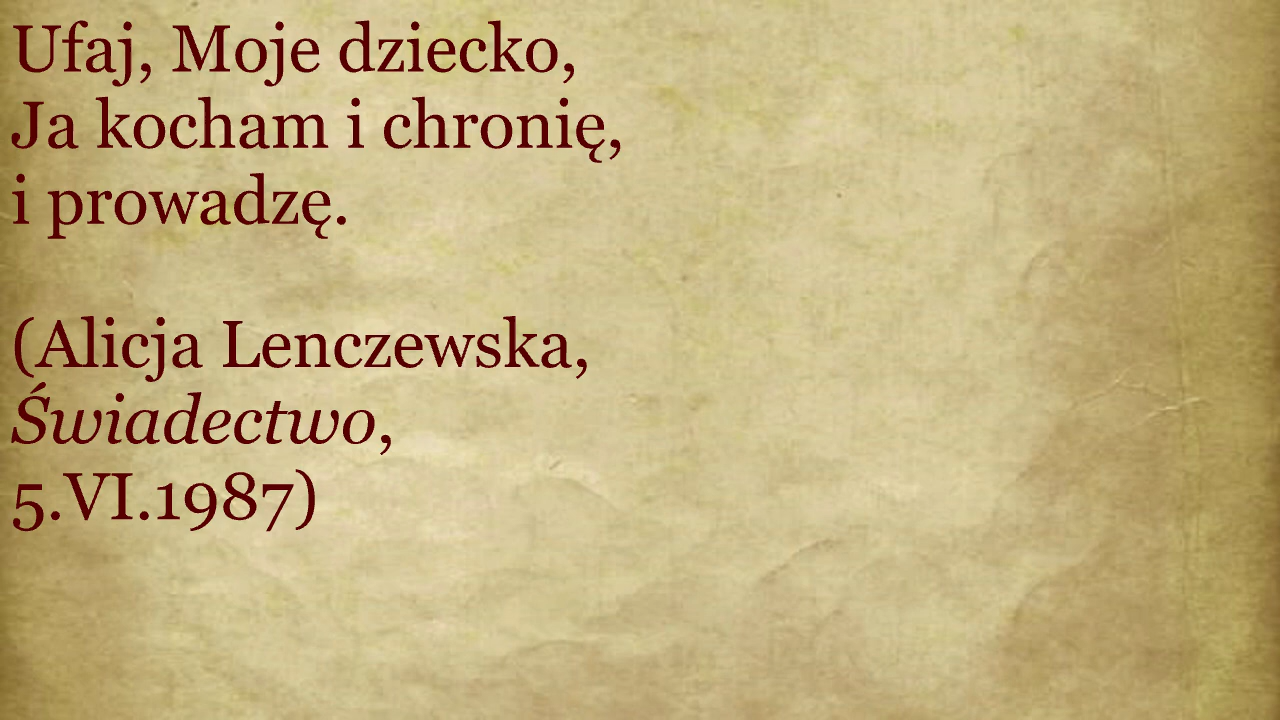 Ufaj, Moje dziecko,
Ja kocham i chronię,
i prowadzę.
(Alicja Lenczewska,
Świadectwo,
5.VI.1987)